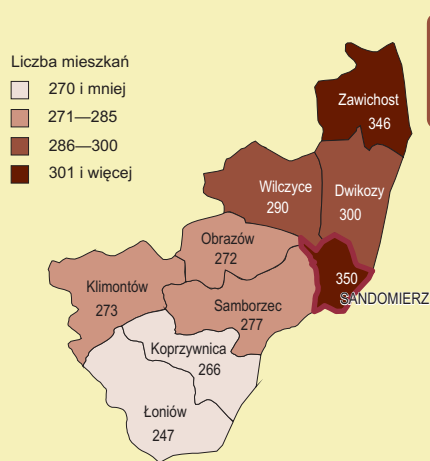 Liczba mieszkań
270 i mniej
271—285
286—300
301 i więcej
Zawichost
346
Wilczyce
290
Dwikozy
300
Obrazów
272
Klimontów
273
Samborzec
277
350
SANDOMIERZ
Koprzywnica
266
Łoniów
247